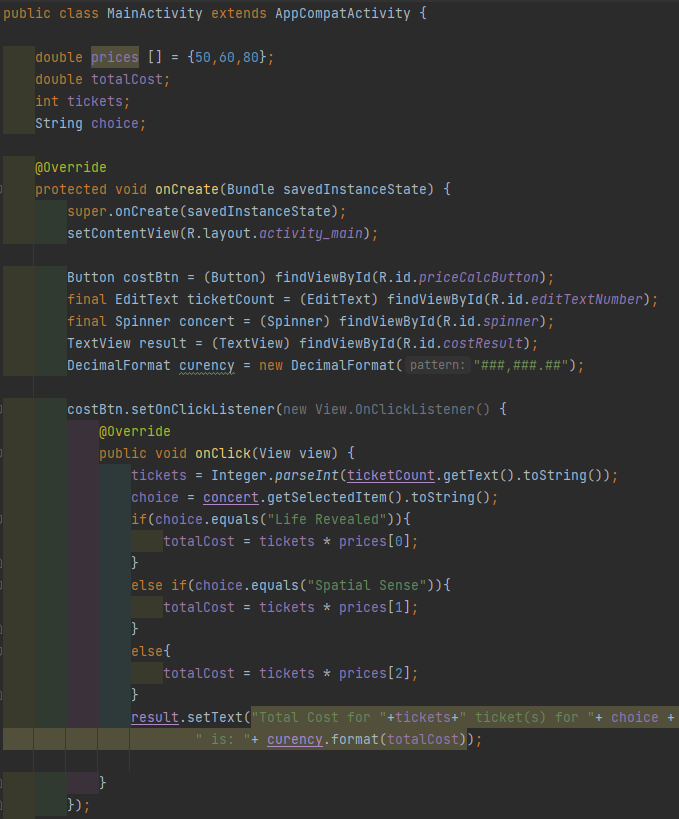 public class MainActivity extends AppCompatActivity {
double prices [] = {50,60,80};
double totalCost;
int tickets;
String choice;
@Override
protected void onCreate(Bundle savedInstanceState) {
super.onCreate(savedInstanceState);
setContentView(R.layout.activity_main);
Button costBtn = (Button) findViewById(R.id.priceCalcButton);
final EditText ticketCount = (EditText) findViewById(R.id.editTextNumber);
final Spinner concert = (Spinner) findViewById(R.id.spinner);
TextView result = (TextView) findViewById(R.id.costResult);
DecimalFormat curency = new DecimalFormat( pattern: "###,###.##");
costBtn.setOnClickListener(new View.OnClickListener() {
@Override
public void onClick(View view) {
tickets = Integer.parseInt(ticketCount.getText().toString());
choice = concert.getSelectedItem().toString();
if(choice.equals("Life Revealed")){
totalCost = tickets * prices[0];
}
else if(choice.equals("Spatial Sense")){
totalCost = tickets * prices[1];
}
else{
totalCost = tickets * prices[2];
}
result.setText("Total Cost for "+tickets+" ticket(s) for "+ choice +
" is: "+ curency.format(totalCost));
}
});